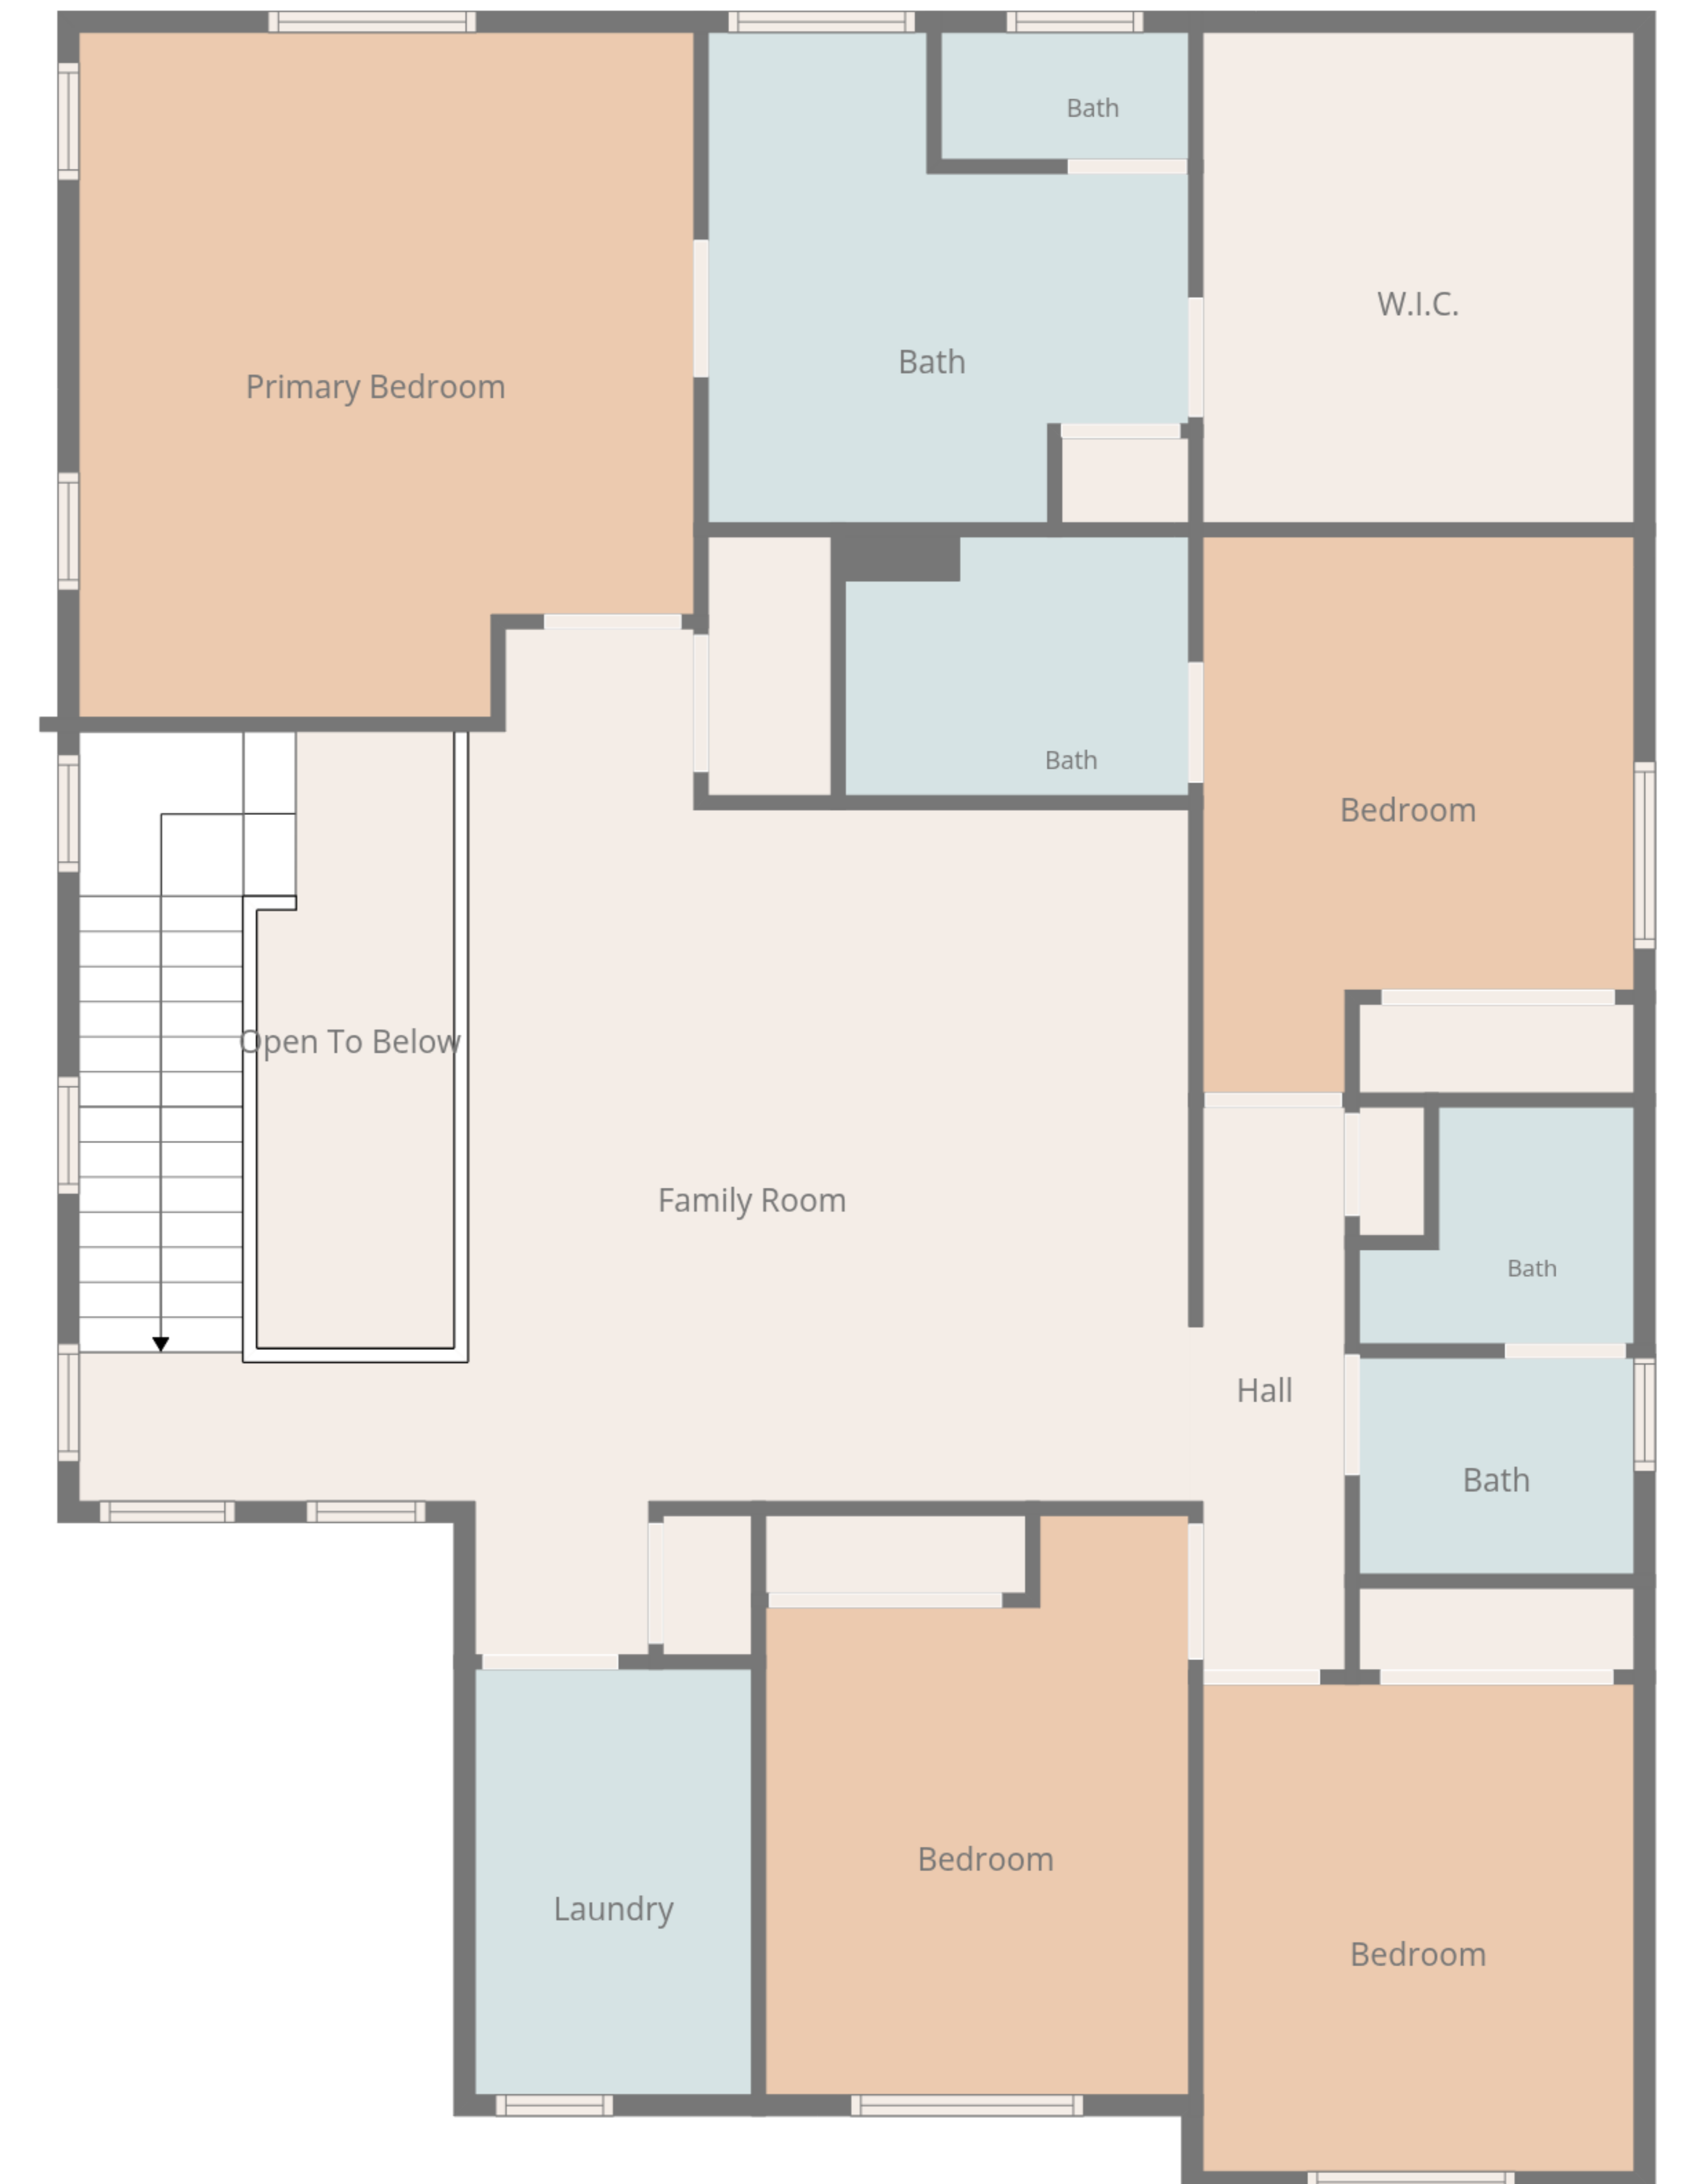 Bath
W.I.C.
Bath
Primary Bedroom
Bath
Bedroom
Open To Below
Family Room
Bath
Hall
Bath
Bedroom
Laundry
Bedroom